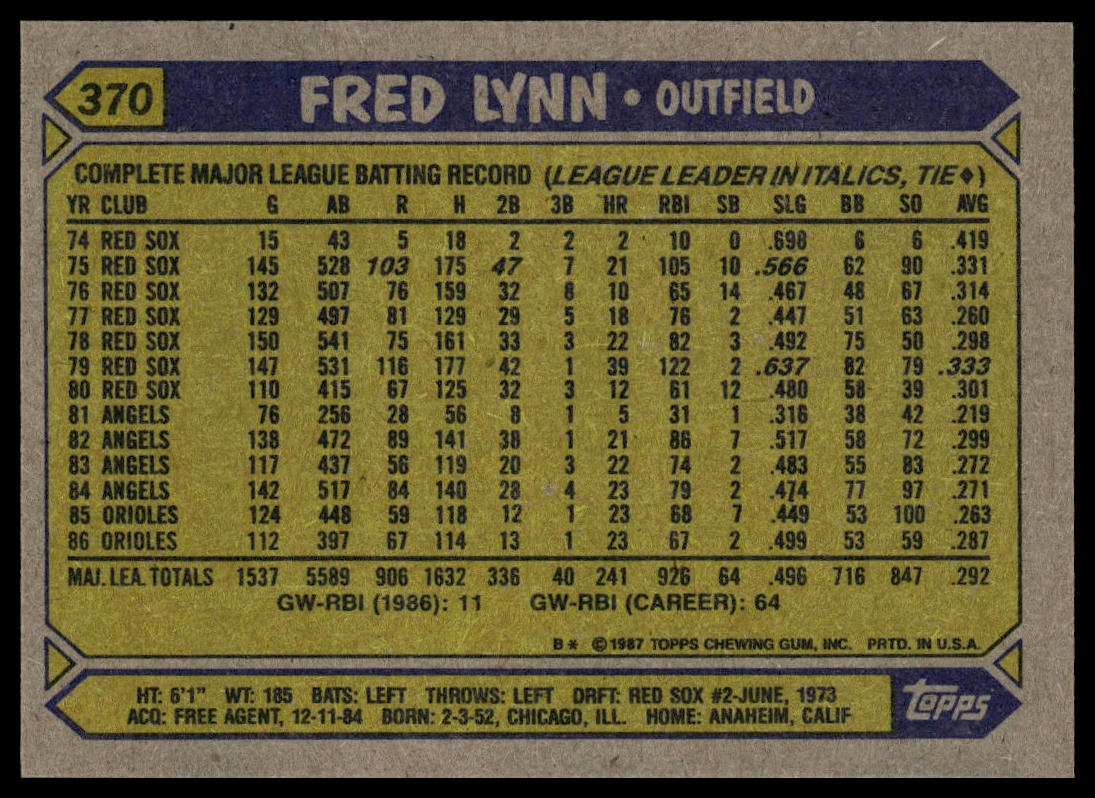 370 FRED LYNN • OUTFIELD
COMPLETE MAJOR LEAGUE BATTING RECORD (LEAGUE LEADER IN ITALICS, TIE♦)
YR CLUB G AB R H 2B 3B HR RBI SB SLG BB SO AVG
74 RED SOX 15 43 5 18 2 2 2 10 0 .698 6 6 .419
75 RED SOX 145 528 103 175 47 7 21 105 10 .566 62 90 .331
76 RED SOX 132 507 76 159 32 8 10 65 14 .467 48 67 .314
77 RED SOX 129 497 81 129 29 5 18 76 2 .447 51 63 .260
78 RED SOX 150 541 75 161 33 3 22 82 3 .492 75 50 .298
79 RED SOX 147 531 116 177 42 1 39 122 2 .637 82 79 .333
80 RED SOX 110 415 67 125 32 3 12 61 12 .480 58 39 .301
81 ANGELS 76 256 28 56 8 1 5 31 1 .316 38 42 .219
82 ANGELS 138 472 89 141 38 1 21 86 7 .517 58 72 .299
83 ANGELS 117 437 56 119 20 3 22 74 2 .483 55 83 .272
84 ANGELS 142 517 84 140 28 4 23 79 2 .474 77 97 .271
85 ORIOLES 124 448 59 118 12 1 23 68 7 .449 53 100 .263
86 ORIOLES 112 397 67 114 13 1 23 67 2 .499 53 59 .287
MAJ. LEA. TOTALS 1537 5589 906 1632 336 40 241 926 64 .496 716 847 .292
GW-RBI (1986): 11 GW-RBI (CAREER): 64
B* ©1987 TOPPS CHEWING GUM, INC. PRTD. IN U.S.A.
HT: 6'1" WT: 185 BATS: LEFT THROWS: LEFT DRFT: RED SOX #2-JUNE, 1973
ACQ: FREE AGENT, 12-11-84 BORN: 2-3-52, CHICAGO, ILL. HOME: ANAHEIM, CALIF
topps